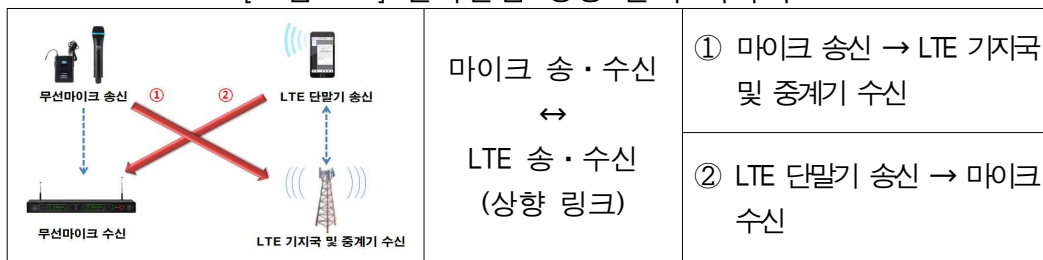 무선마이크 송신
①
②
LTE 단말기 송신
무선마이크 수신
LTE 기지국 및 중계기 수신
마이크 송·수신
↔
LTE 송·수신
(상향 링크)
① 마이크 송신 → LTE 기지국
및 중계기 수신
② LTE 단말기 송신 → 마이크
수신